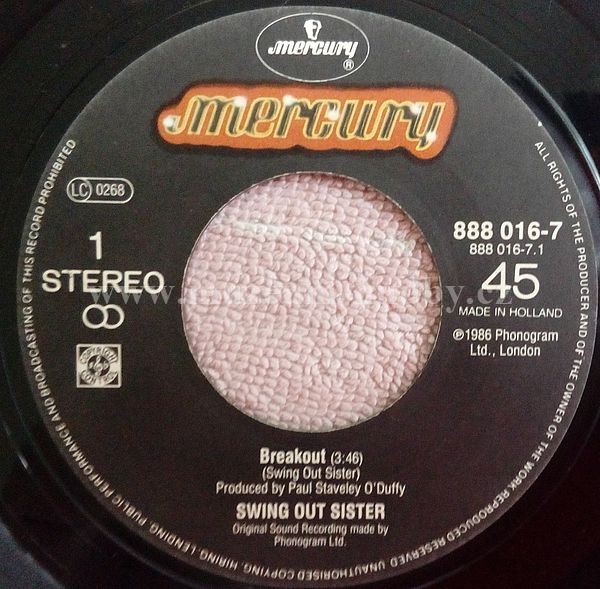 mercury
®
mercury
LC 0268
1
STEREO
888 016-7
888 016-7.1
45
MADE IN HOLLAND
℗1986 Phonogram
Ltd., London
Breakout (3:46)
(Swing Out Sister)
Produced by Paul Staveley O'Duffy
SWING OUT SISTER
Original Sound Recording made by
Phonogram Ltd.
ALL RIGHTS OF THE PRODUCER AND OF THE OWNER OF THE WORK REPRODUCED RESERVED. UNAUTHORISED COPYING, HIRING, LENDING, PUBLIC PERFORMANCE AND BROADCASTING OF THIS RECORD PROHIBITED